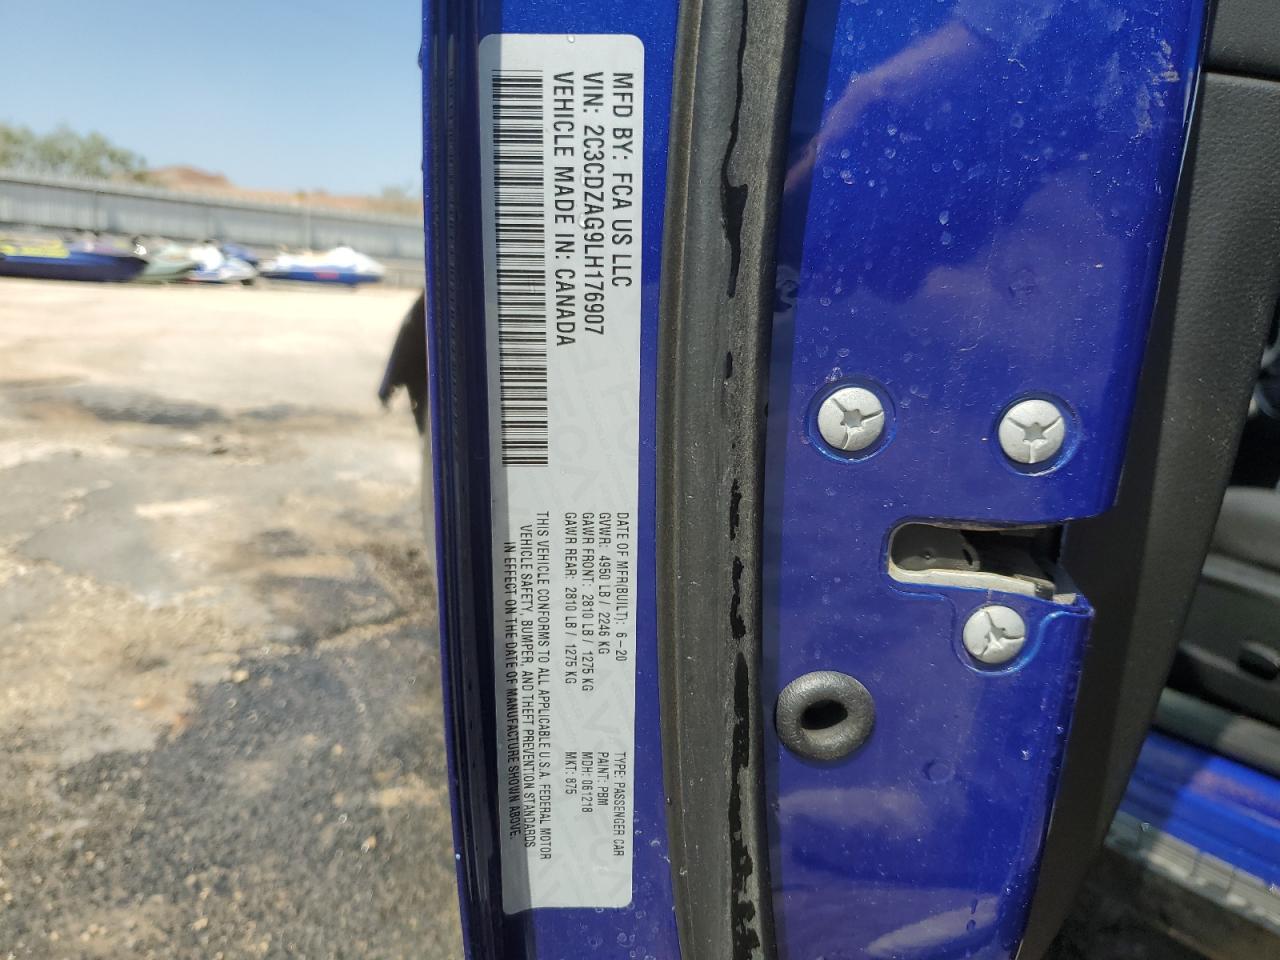 MFD BY: FCA US LLC
VIN: 2C3CDZAG9LH176907
VEHICLE MADE IN: CANADA
DATE OF MFR(BUILT): 6-20
GVWR: 4950 LB / 2246 KG
GAWR FRONT: 2810 LB / 1275 KG
GAWR REAR: 2810 LB / 1275 KG
TYPE: PASSENGER CAR
PAINT: PBM
MDH: 061218
MKT: 875
THIS VEHICLE CONFORMS TO ALL APPLICABLE U.S.A. FEDERAL MOTOR
VEHICLE SAFETY, BUMPER, AND THEFT PREVENTION STANDARDS
IN EFFECT ON THE DATE OF MANUFACTURE SHOWN ABOVE.